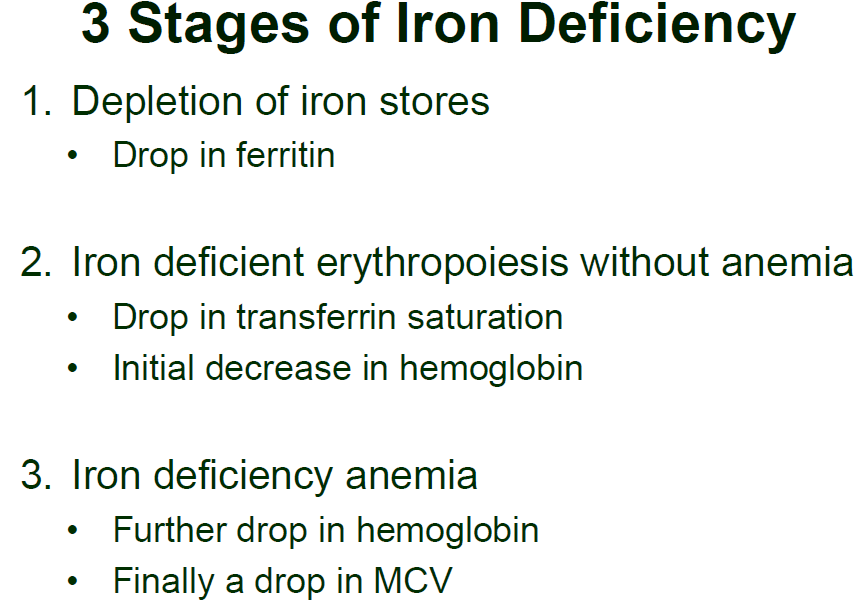 3 Stages of Iron Deficiency
1. Depletion of iron stores
• Drop in ferritin
2. Iron deficient erythropoiesis without anemia
• Drop in transferrin saturation
• Initial decrease in hemoglobin
3. Iron deficiency anemia
• Further drop in hemoglobin
• Finally a drop in MCV